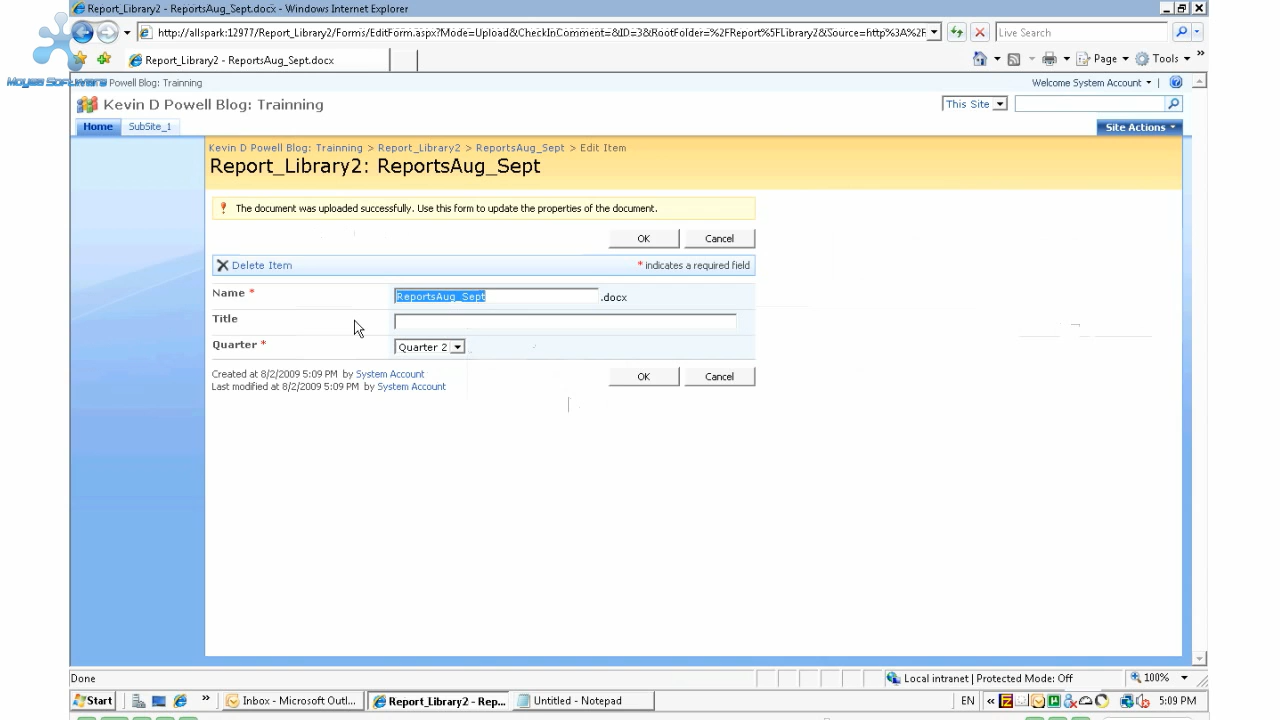 Report_Library2 - ReportsAug_Sept.docx - Windows Internet Explorer
http://allspark:12977/Report_Library2/Forms/EditForm.aspx?Mode=Upload&CheckInComment=&ID=3&RootFolder=%2FReport%5FLibrary2&Source=http%3A%2F
Live Search
Report_Library2 - ReportsAug_Sept.docx
Page
Tools
Moyea Software
Powell Blog: Trainning
Welcome System Account
Kevin D Powell Blog: Trainning
This Site
Home
SubSite_1
Site Actions
Kevin D Powell Blog: Trainning > Report_Library2 > ReportsAug_Sept > Edit Item
Report_Library2: ReportsAug_Sept
The document was uploaded successfully. Use this form to update the properties of the document.
OK
Cancel
Delete Item
* indicates a required field
Name *
ReportsAug_Sept
.docx
Title
Quarter *
Quarter 2
Created at 8/2/2009 5:09 PM by System Account
Last modified at 8/2/2009 5:09 PM by System Account
OK
Cancel
Done
Local intranet | Protected Mode: Off
100%
Start
Inbox - Microsoft Outl...
Report_Library2 - Rep...
Untitled - Notepad
EN
5:09 PM